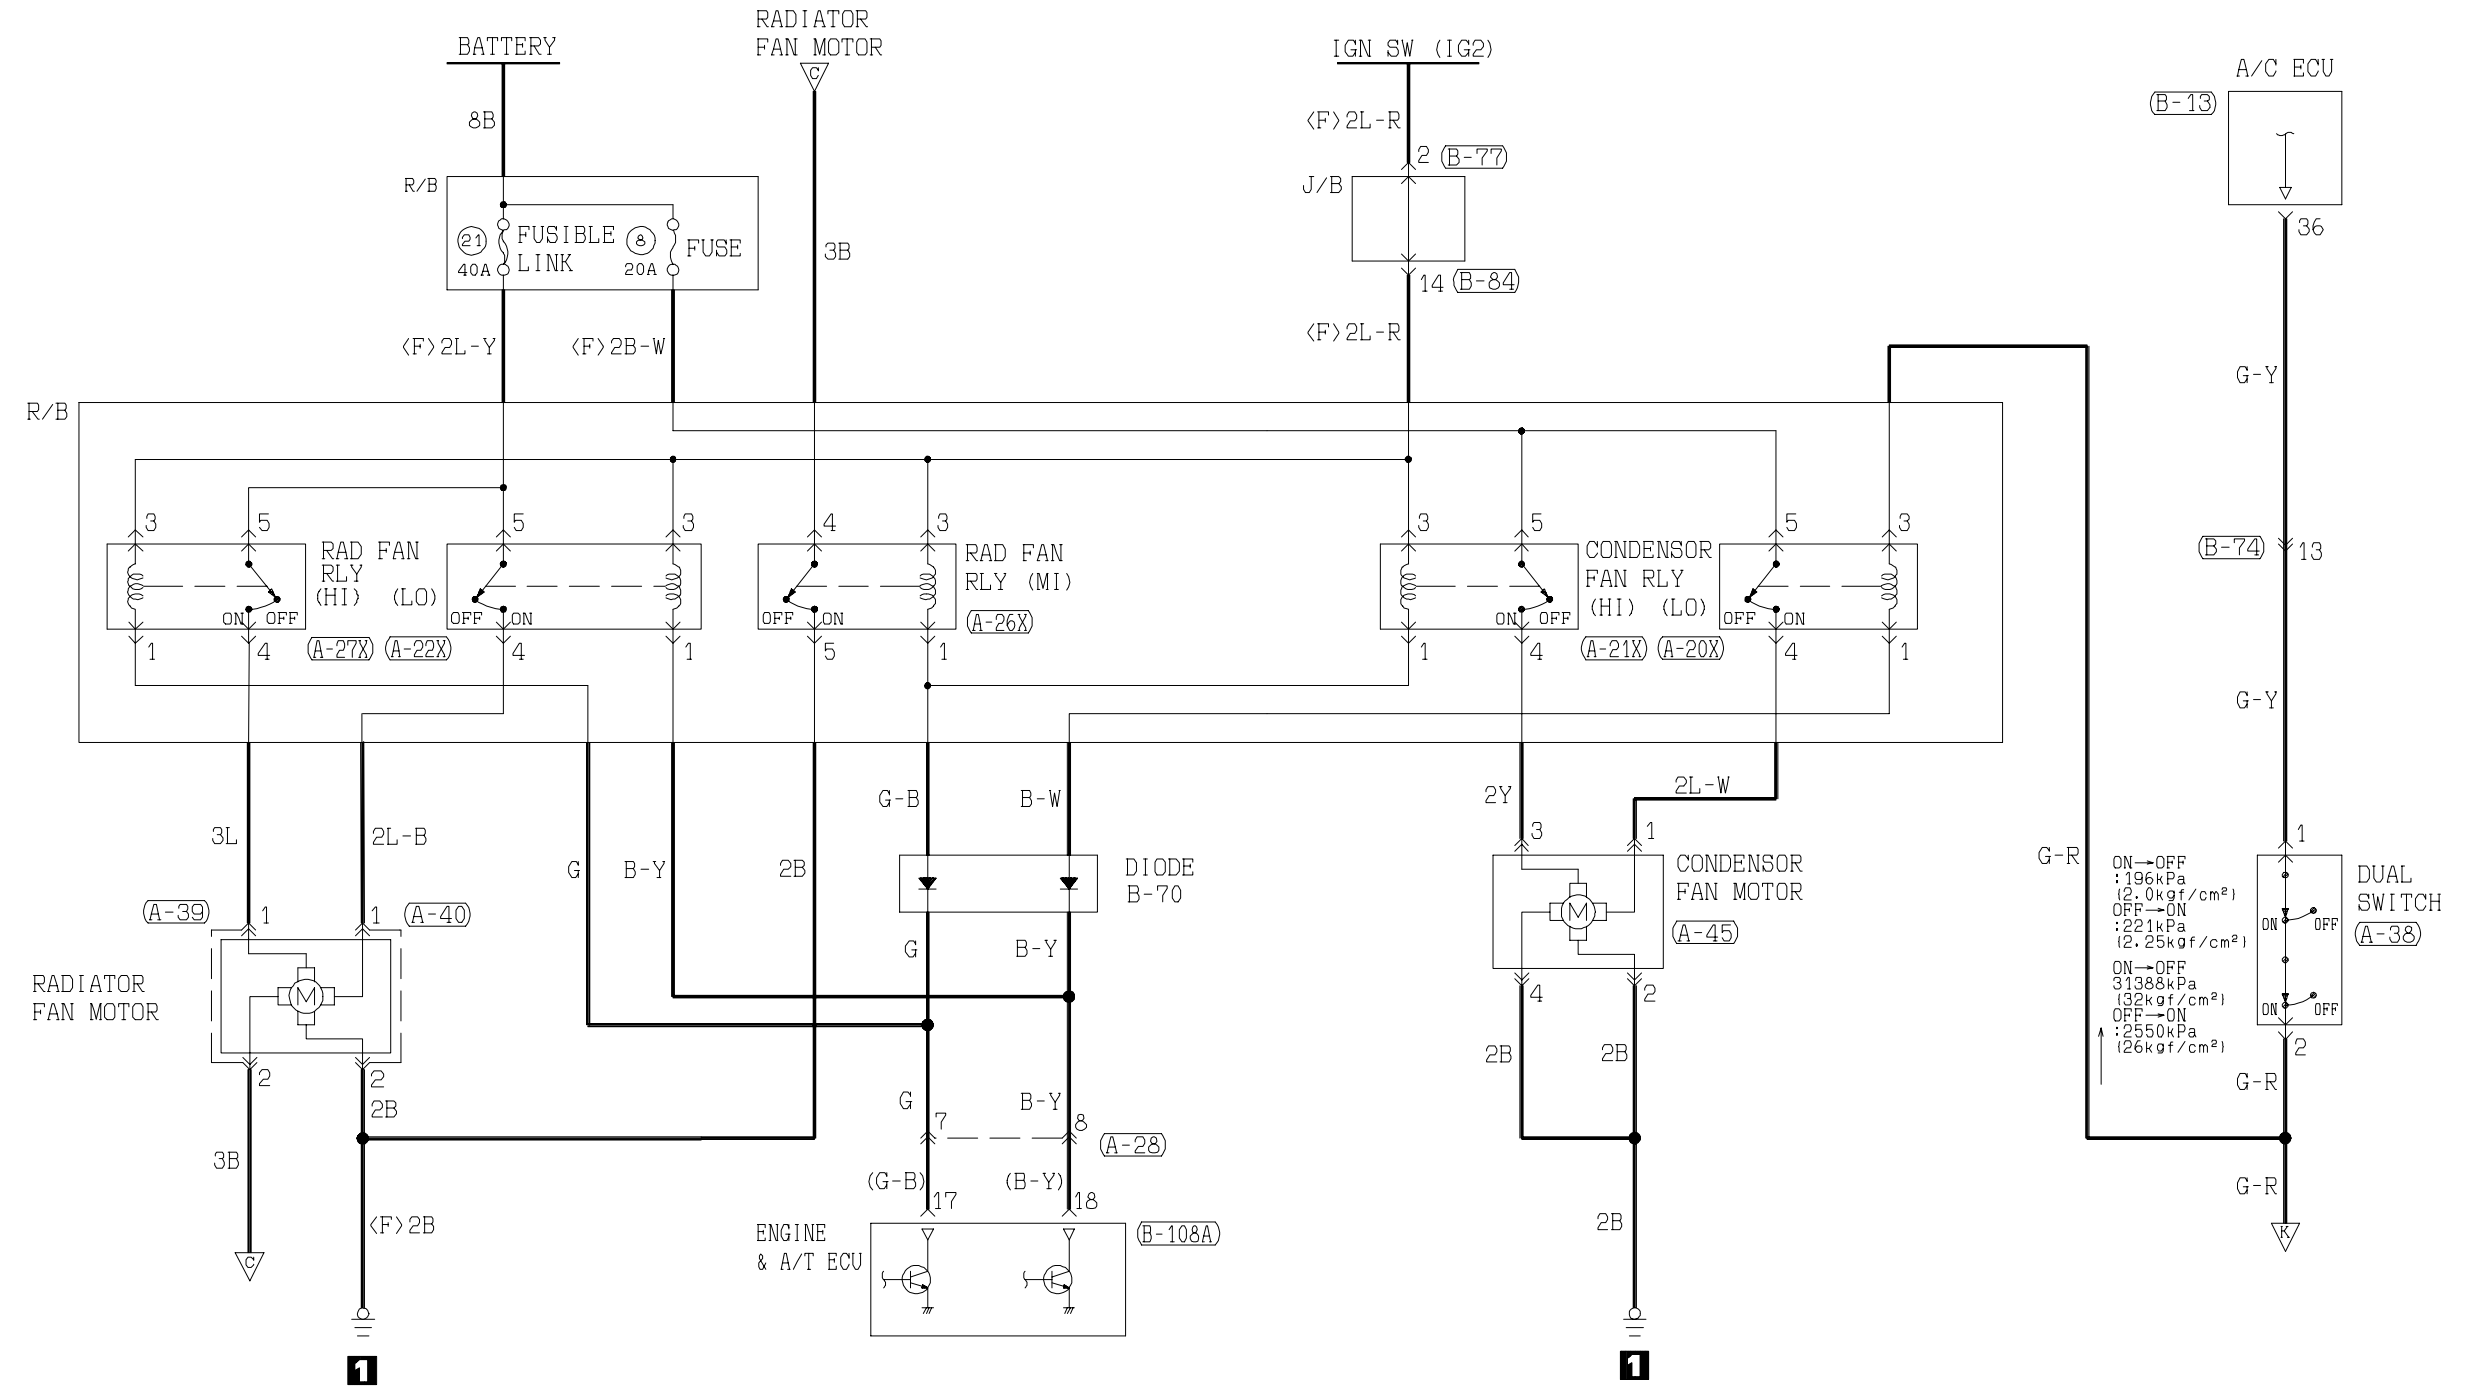 BATTERY
RADIATOR
FAN MOTOR
C
IGN SW (IG2)
A/C ECU
B-13
8B
<F>2L-R
2
B-77
R/B
J/B
21
FUSIBLE
LINK
40A
8
FUSE
20A
3B
14
B-84
36
<F>2L-Y
<F>2B-W
<F>2L-R
G-Y
R/B
3
5
5
3
4
3
3
5
5
3
B-74
13
RAD FAN
RLY
(HI)
(LO)
RAD FAN
RLY (MI)
CONDENSOR
FAN RLY
(HI)
(LO)
ON
OFF
OFF
ON
OFF
ON
ON
OFF
OFF
ON
A-27X
A-22X
A-26X
A-21X
A-20X
1
4
4
1
5
1
1
4
4
1
G-Y
3L
2L-B
G
B-Y
2B
G-B
B-W
2Y
2L-W
G-R
DIODE
B-70
3
1
CONDENSOR
FAN MOTOR
M
A-45
4
2
1
ON→OFF
:196kPa
{2.0kgf/cm²}
OFF→ON
:221kPa
{2.25kgf/cm²}
ON→OFF
31388kPa
{32kgf/cm²}
OFF→ON
:2550kPa
{26kgf/cm²}
DUAL
SWITCH
A-38
ON
OFF
ON
OFF
2
A-39
1
1
A-40
RADIATOR
FAN MOTOR
M
2
2
G
B-Y
2B
2B
2B
G-R
G
B-Y
7
8
A-28
3B
(G-B)
(B-Y)
17
18
G-R
<F>2B
2B
ENGINE
& A/T ECU
B-108A
K
C
1
1